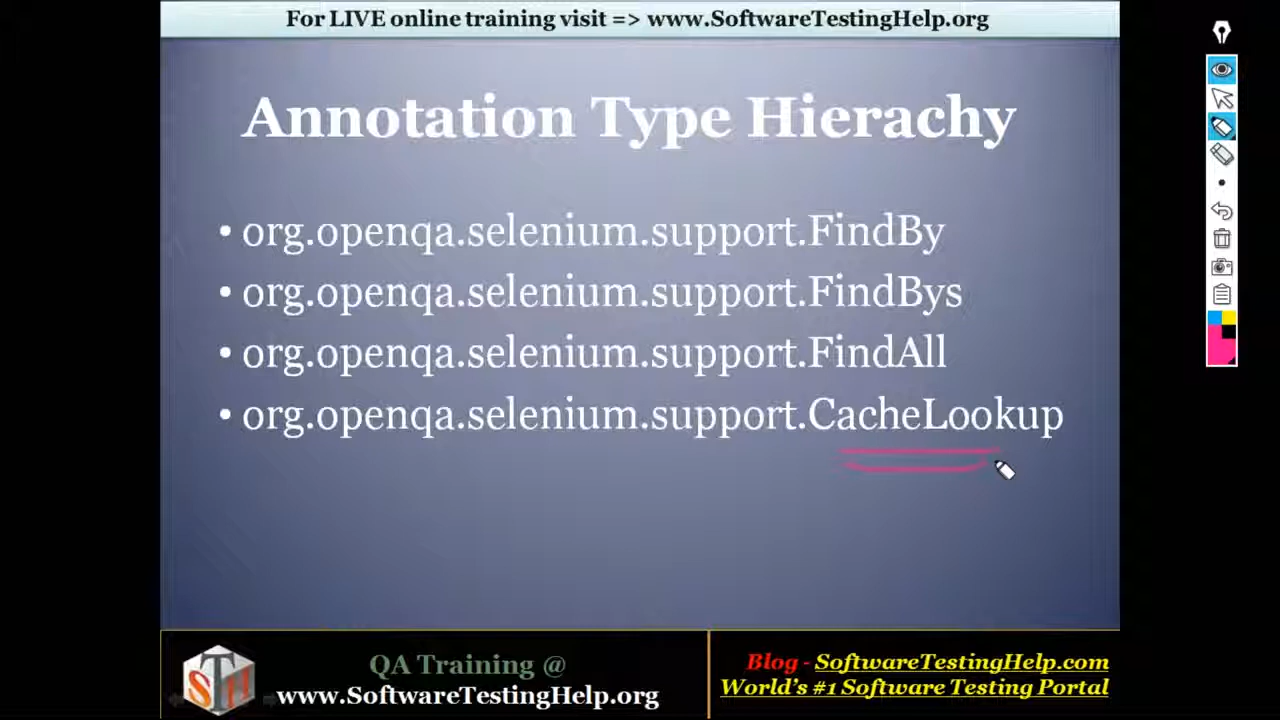 For LIVE online training visit => www.SoftwareTestingHelp.org
Annotation Type Hierachy
• org.openqa.selenium.support.FindBy
• org.openqa.selenium.support.FindBys
• org.openqa.selenium.support.FindAll
• org.openqa.selenium.support.CacheLookup
STH
QA Training @
www.SoftwareTestingHelp.org
Blog - SoftwareTestingHelp.com
World's #1 Software Testing Portal